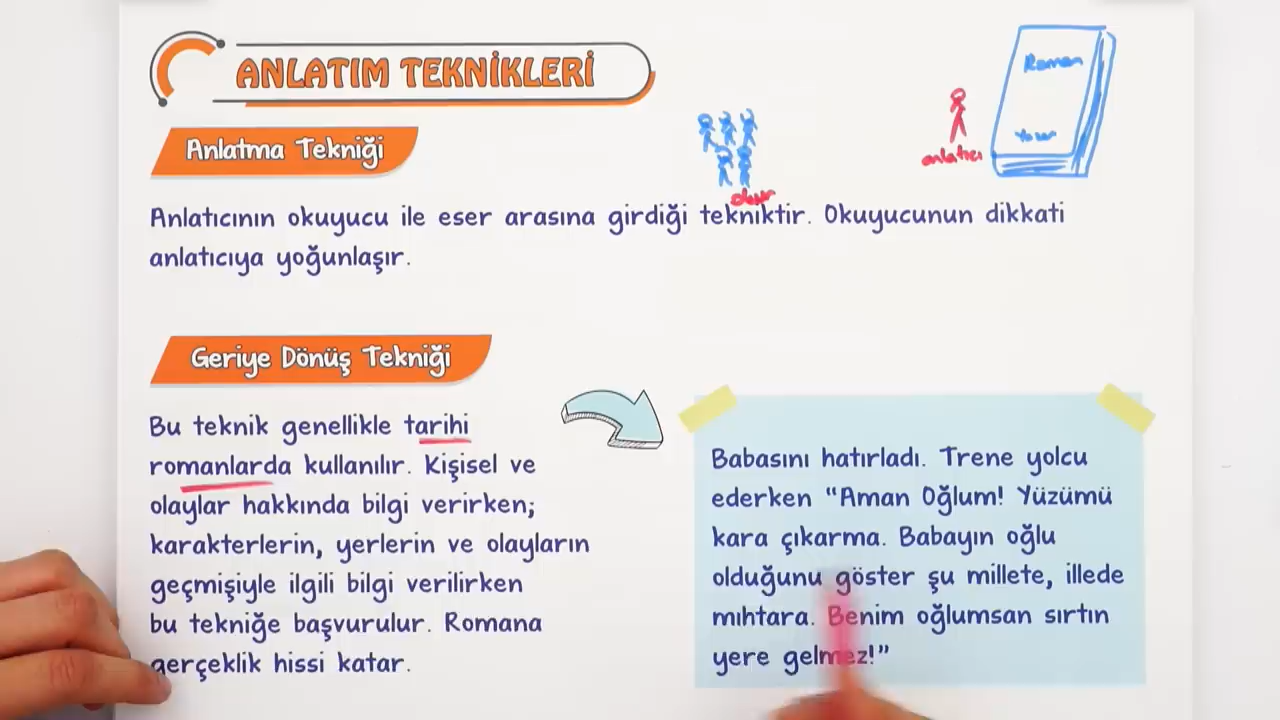 ANLATIM TEKNİKLERİ
Roman
yazar
anlatıcı
okur
Anlatma Tekniği
Anlatıcının okuyucu ile eser arasına girdiği tekniktir. Okuyucunun dikkati
anlatıcıya yoğunlaşır.
Geriye Dönüş Tekniği
Bu teknik genellikle tarihi
romanlarda kullanılır. Kişisel ve
olaylar hakkında bilgi verirken;
karakterlerin, yerlerin ve olayların
geçmişiyle ilgili bilgi verilirken
bu tekniğe başvurulur. Romana
gerçeklik hissi katar.
Babasını hatırladı. Trene yolcu
ederken “Aman Oğlum! Yüzümü
kara çıkarma. Babayın oğlu
olduğunu göster şu millete, illede
mıhtara. Benim oğlumsan sırtın
yere gelmez!”